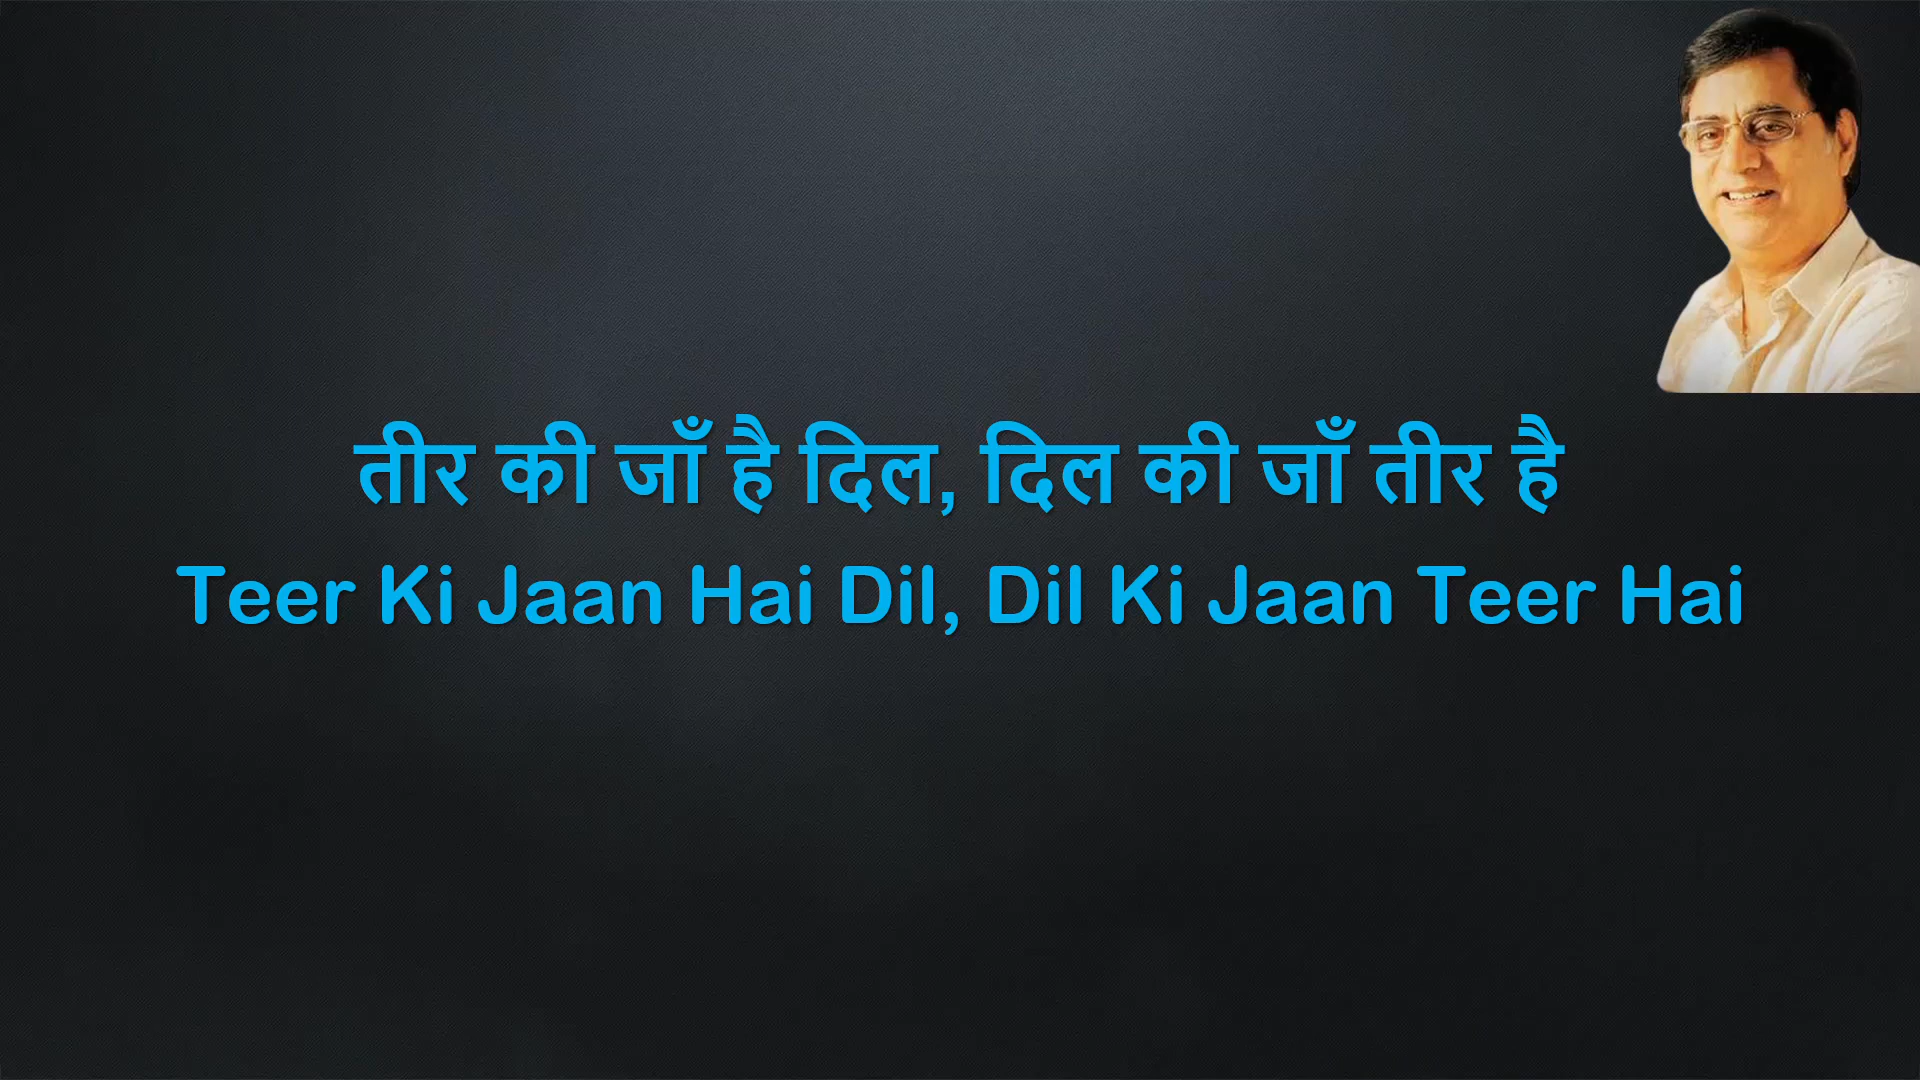 तीर की जाँ है दिल, दिल की जाँ तीर है
Teer Ki Jaan Hai Dil, Dil Ki Jaan Teer Hai